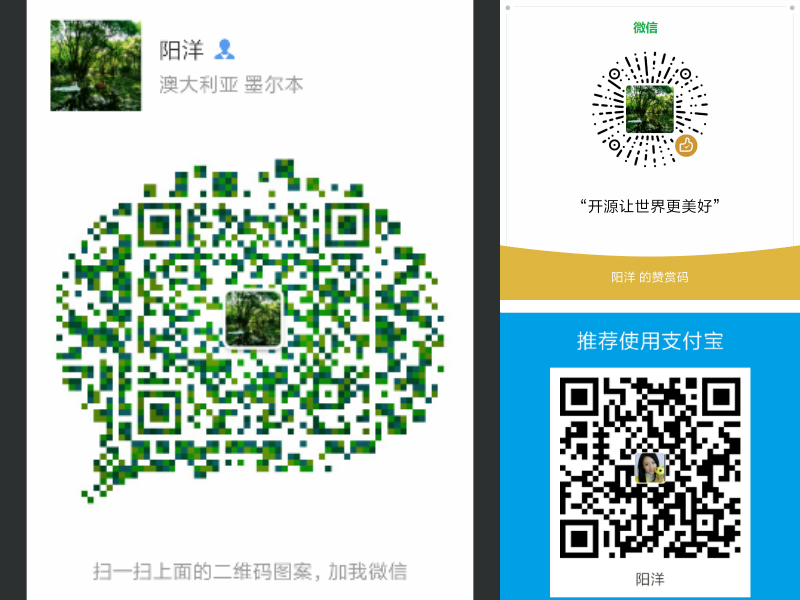 阳洋
澳大利亚 墨尔本
扫一扫上面的二维码图案，加我微信
微信
“开源让世界更美好”
阳洋 的赞赏码
推荐使用支付宝
阳洋